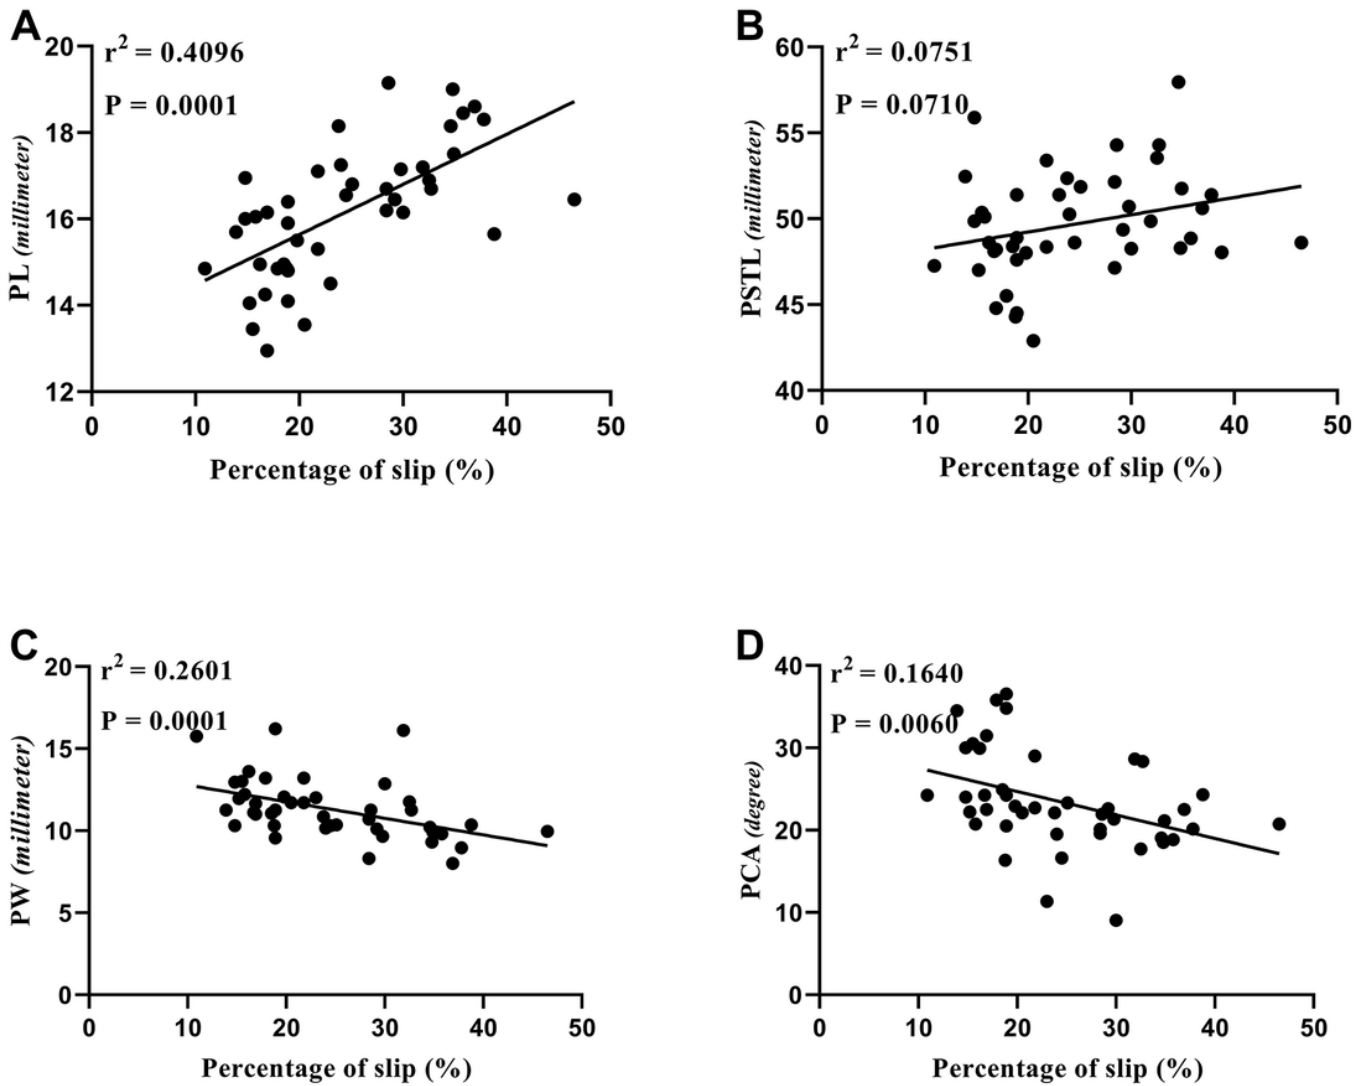 A
r² = 0.4096
P = 0.0001
PL (millimeter)
20
18
16
14
12
0 10 20 30 40 50
Percentage of slip (%)
B
r² = 0.0751
P = 0.0710
PSTL (millimeter)
60
55
50
45
40
0 10 20 30 40 50
Percentage of slip (%)
C
r² = 0.2601
P = 0.0001
PW (millimeter)
20
15
10
5
0
0 10 20 30 40 50
Percentage of slip (%)
D
r² = 0.1640
P = 0.0060
PCA (degree)
40
30
20
10
0
0 10 20 30 40 50
Percentage of slip (%)